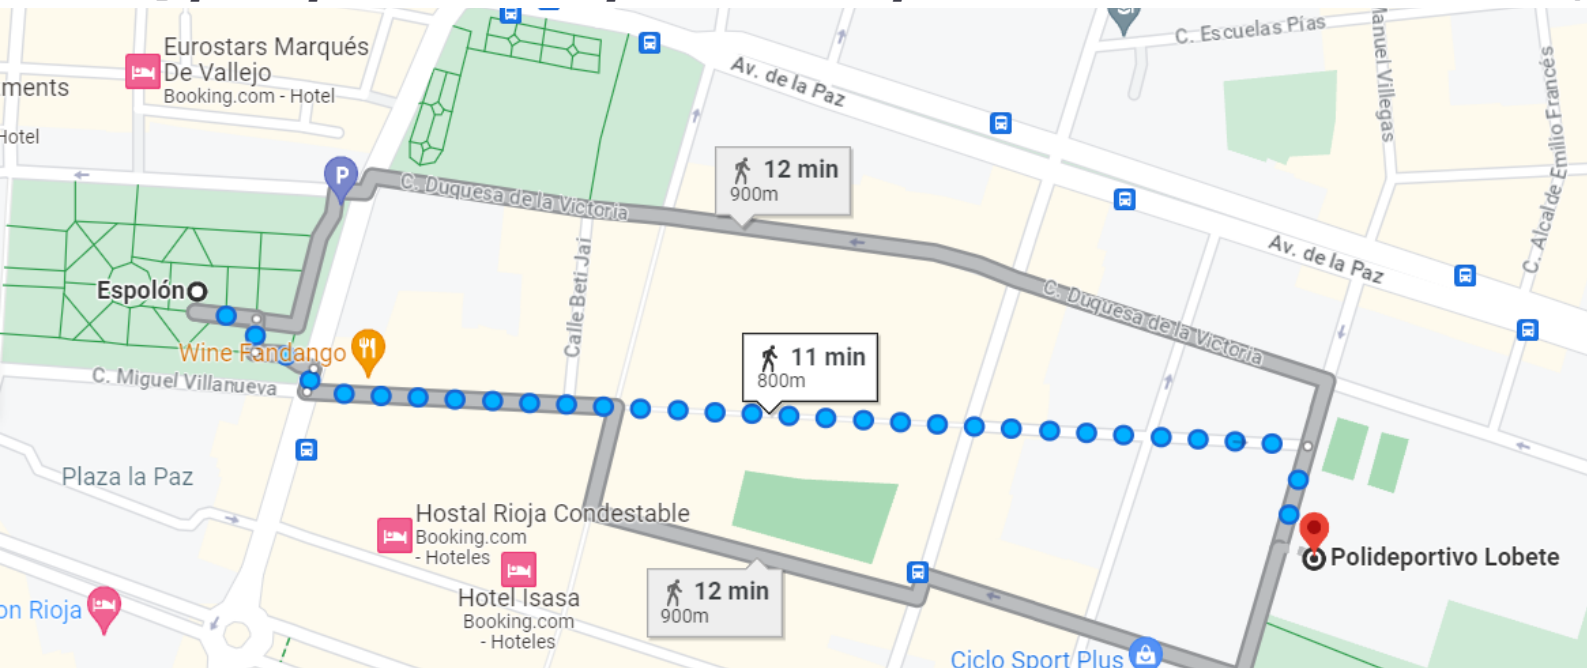 Eurostars Marqués
De Vallejo
Booking.com - Hotel
Hotel
P
Av. de la Paz
C. Escuelas Pías
Manuel Villegas
C. Alcalde Emilio Francés
12 min
900m
C. Duquesa de la Victoria
Calle Beti Jai
Av. de la Paz
Espolón
C. Duquesa de la Victoria
Wine Fandango
C. Miguel Villanueva
11 min
800m
Plaza la Paz
Hostal Rioja Condestable
Booking.com
- Hoteles
Hotel Isasa
Booking.com
- Hoteles
12 min
900m
Polideportivo Lobete
Rioja
Ciclo Sport Plus